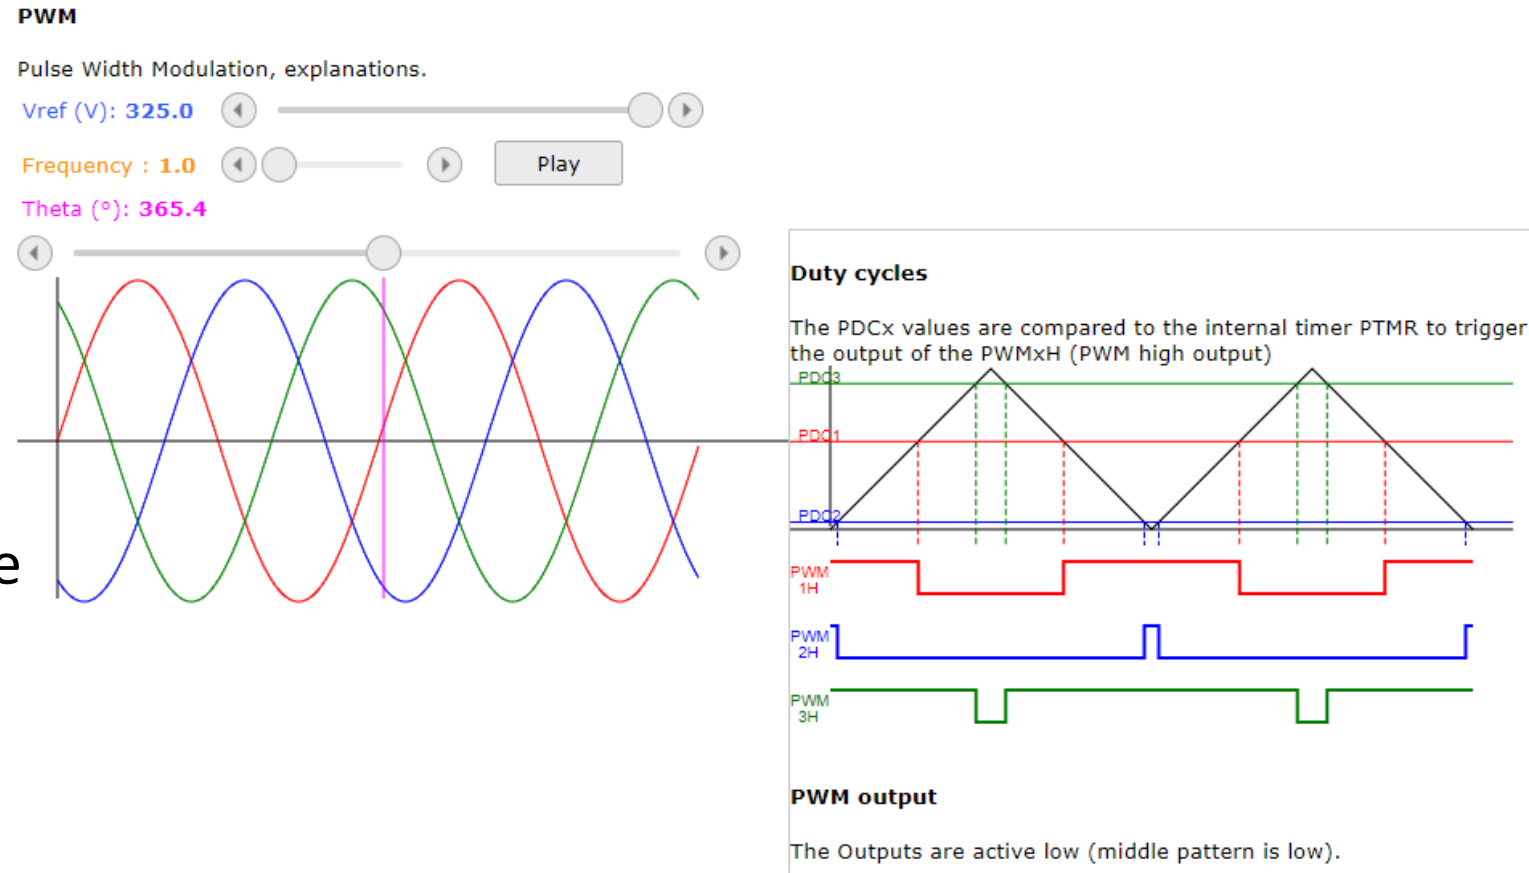 PWM
Pulse Width Modulation, explanations.
Vref (V): 325.0
Frequency : 1.0
Play
Theta (°): 365.4
e
Duty cycles
The PDCx values are compared to the internal timer PTMR to trigger
the output of the PWMxH (PWM high output)
PDC3
PDC1
PDC2
PWM
1H
PWM
2H
PWM
3H
PWM output
The Outputs are active low (middle pattern is low).